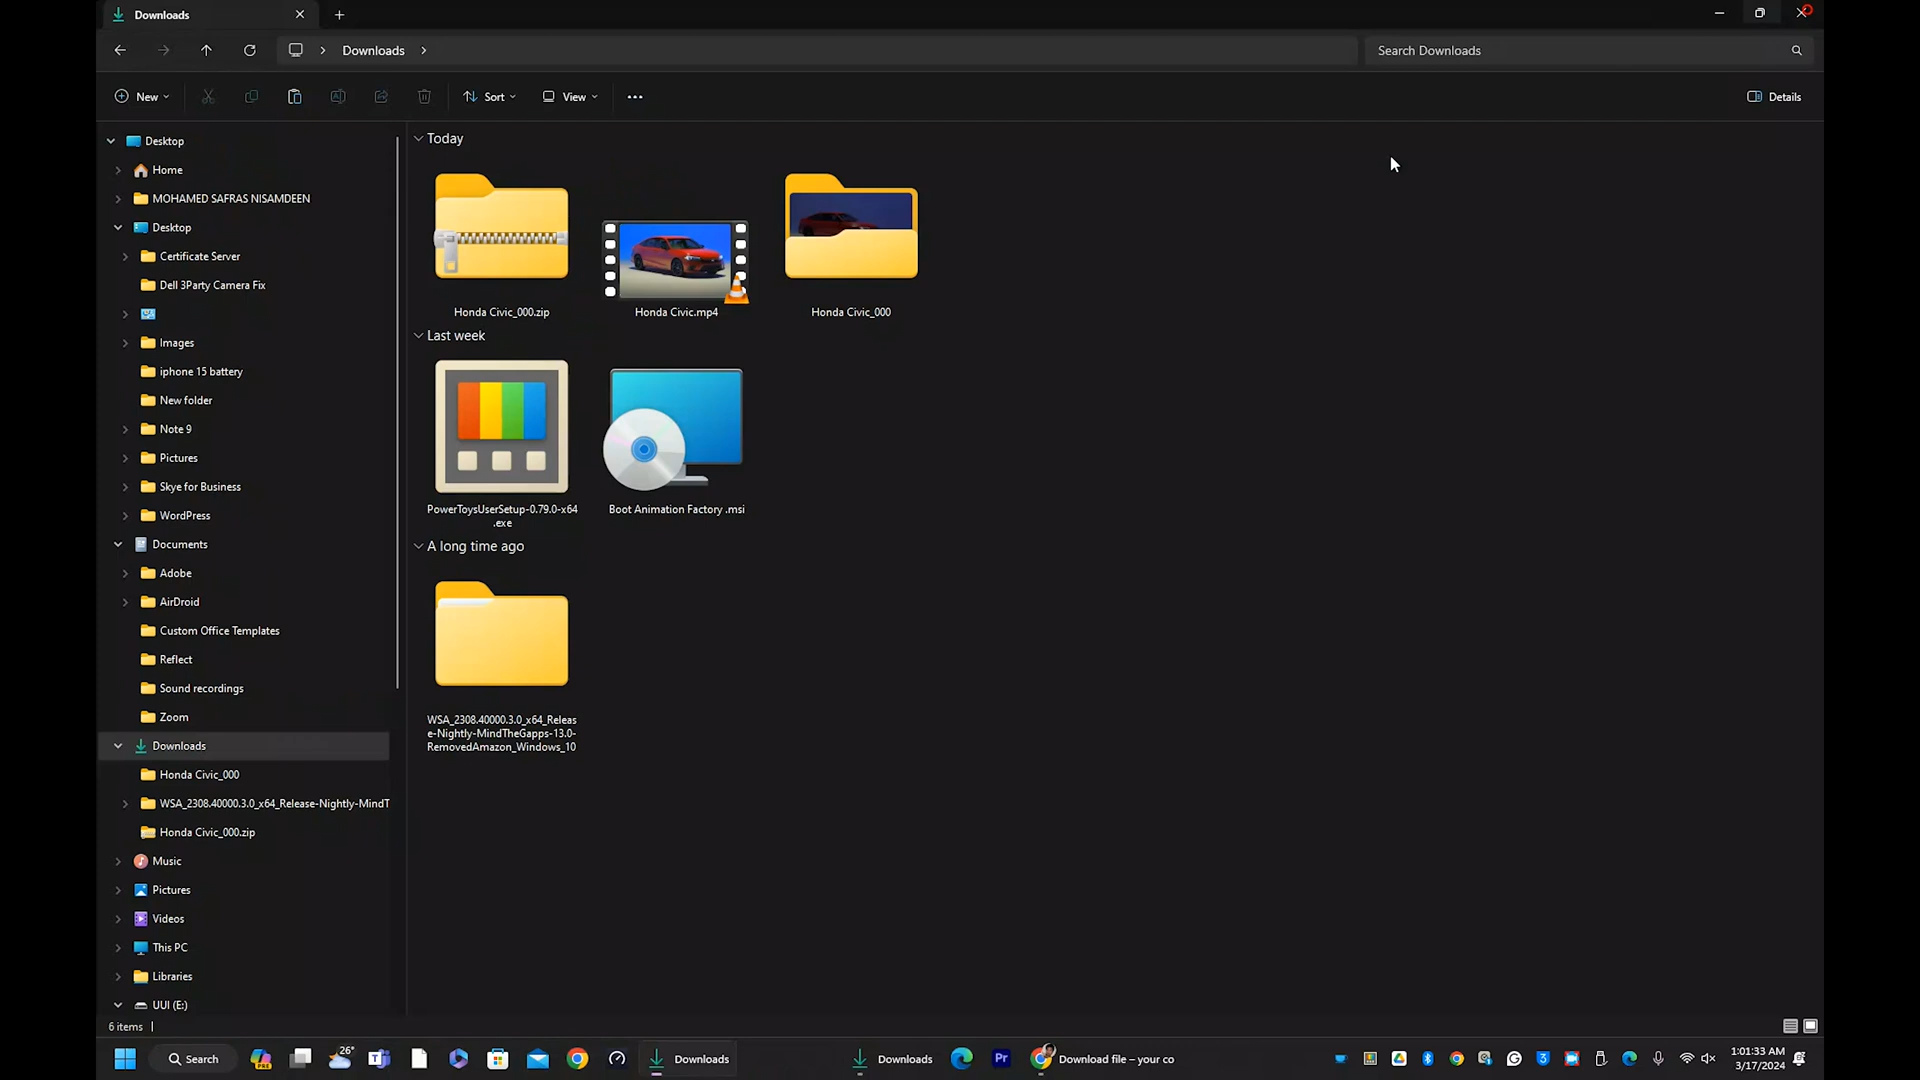 Downloads
Downloads
Search Downloads
New
Sort
View
Details
Desktop
Home
MOHAMED SAFRAS NISAMDEEN
Desktop
Certificate Server
Dell 3Party Camera Fix
Images
iphone 15 battery
New folder
Note 9
Pictures
Skye for Business
WordPress
Documents
Adobe
AirDroid
Custom Office Templates
Reflect
Sound recordings
Zoom
Downloads
Honda Civic_000
WSA_2308.40000.3.0_x64_Release-Nightly-MindT
Honda Civic_000.zip
Music
Pictures
Videos
This PC
Libraries
UUI (E:)
Today
Honda Civic_000.zip
Honda Civic.mp4
Honda Civic_000
Last week
PowerToysUserSetup-0.79.0-x64
.exe
Boot Animation Factory .msi
A long time ago
WSA_2308.40000.3.0_x64_Releas
e-Nightly-MindTheGapps-13.0-
RemovedAmazon_Windows_10
6 items
Search
PRE
26°
Downloads
Downloads
Pr
Download file – your co
1:01:33 AM
3/17/2024